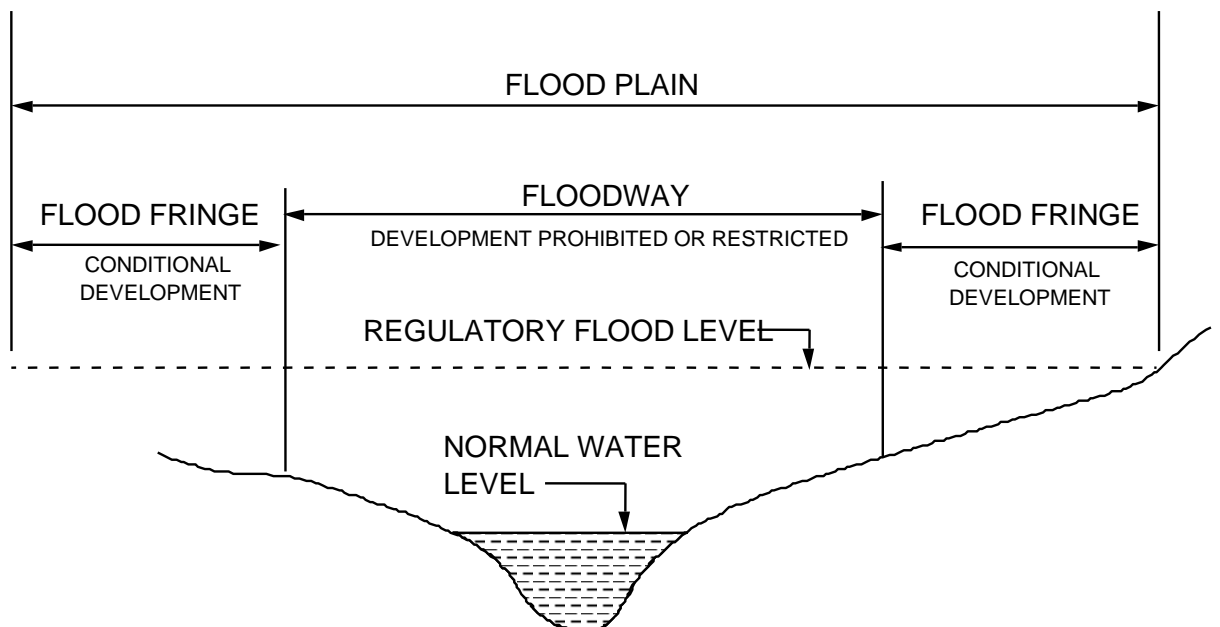 FLOOD PLAIN
FLOOD FRINGE
CONDITIONAL
DEVELOPMENT
FLOODWAY
DEVELOPMENT PROHIBITED OR RESTRICTED
FLOOD FRINGE
CONDITIONAL
DEVELOPMENT
REGULATORY FLOOD LEVEL
NORMAL WATER
LEVEL